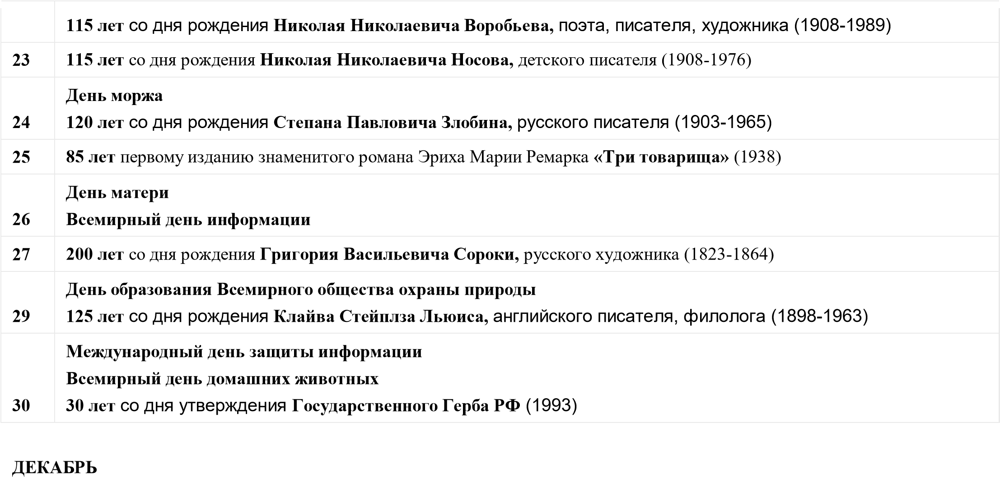 115 лет со дня рождения Николая Николаевича Воробьева, поэта, писателя, художника (1908-1989)
23 115 лет со дня рождения Николая Николаевича Носова, детского писателя (1908-1976)
День моржа
24 120 лет со дня рождения Степана Павловича Злобина, русского писателя (1903-1965)
25 85 лет первому изданию знаменитого романа Эриха Марии Ремарка «Три товарища» (1938)
День матери
26 Всемирный день информации
27 200 лет со дня рождения Григория Васильевича Сороки, русского художника (1823-1864)
День образования Всемирного общества охраны природы
29 125 лет со дня рождения Клайва Стейплза Льюиса, английского писателя, филолога (1898-1963)
Международный день защиты информации
Всемирный день домашних животных
30 30 лет со дня утверждения Государственного Герба РФ (1993)
ДЕКАБРЬ